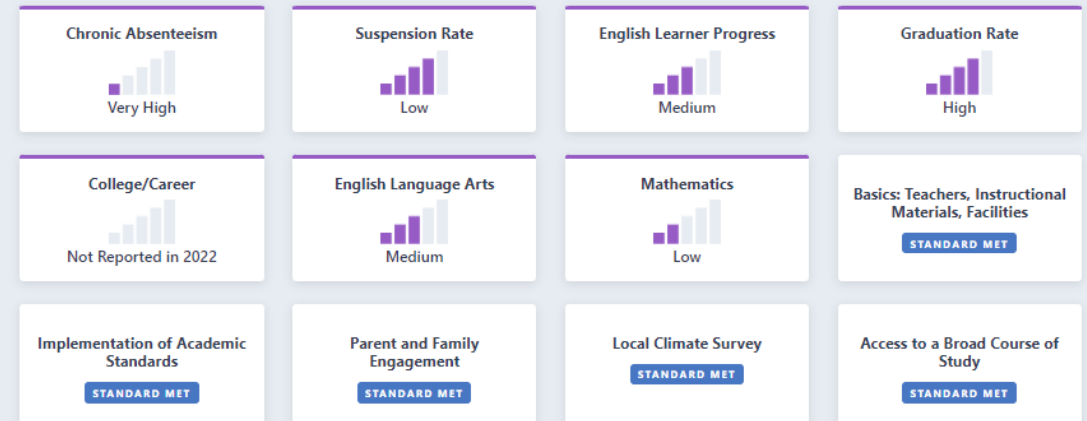 Chronic Absenteeism
Very High
Suspension Rate
Low
English Learner Progress
Medium
Graduation Rate
High
College/Career
Not Reported in 2022
English Language Arts
Medium
Mathematics
Low
Basics: Teachers, Instructional
Materials, Facilities
STANDARD MET
Implementation of Academic
Standards
STANDARD MET
Parent and Family
Engagement
STANDARD MET
Local Climate Survey
STANDARD MET
Access to a Broad Course of
Study
STANDARD MET